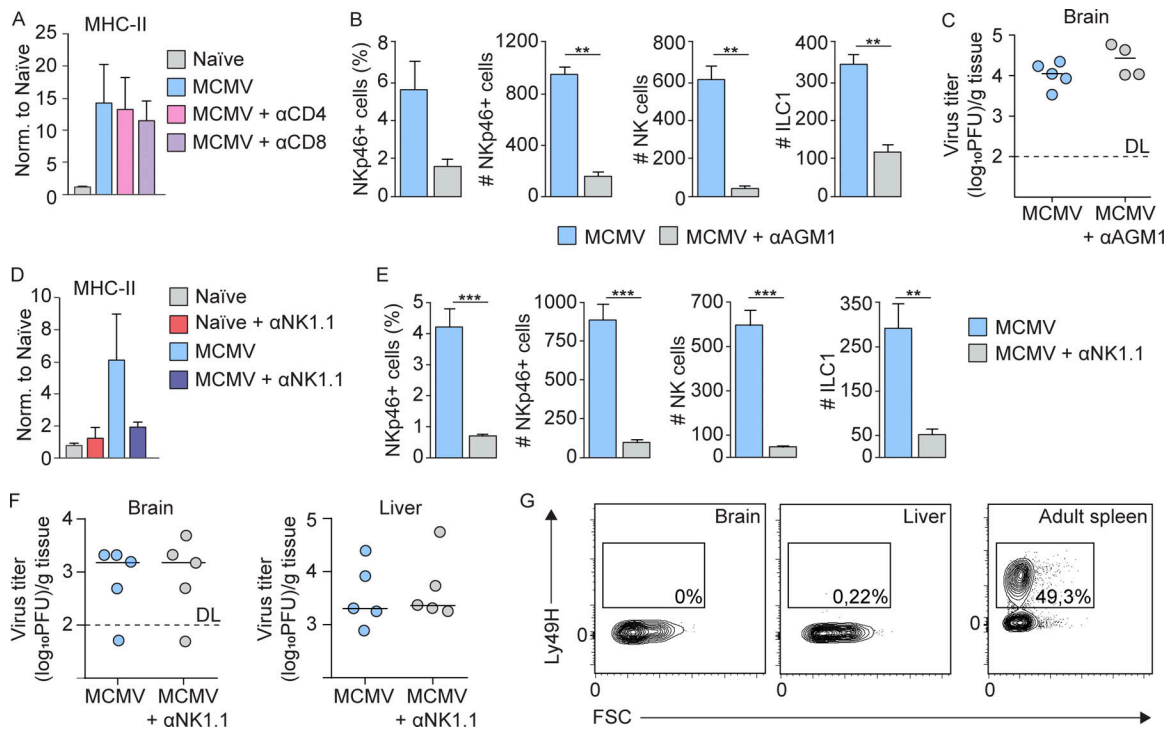 A
MHC-II
Norm. to Naïve
25
20
15
10
5
0
Naïve
MCMV
MCMV + αCD4
MCMV + αCD8
B
NKp46+ cells (%)
8
6
4
2
0
# NKp46+ cells
1200
900
600
300
0
**
# NK cells
800
600
400
200
0
**
# ILC1
400
300
200
100
0
**
MCMV
MCMV + αAGM1
C
Brain
Virus titer
(log₁₀PFU)/g tissue
5
4
3
2
1
DL
MCMV
MCMV
+ αAGM1
D
MHC-II
Norm. to Naïve
10
8
6
4
2
0
Naïve
Naïve + αNK1.1
MCMV
MCMV + αNK1.1
E
NKp46+ cells (%)
5
4
3
2
1
0
***
# NKp46+ cells
1000
750
500
250
0
***
# NK cells
700
500
300
100
0
***
# ILC1
350
250
150
50
0
**
MCMV
MCMV + αNK1.1
F
Brain
Virus titer
(log₁₀PFU)/g tissue
4
3
2
DL
MCMV
MCMV
+ αNK1.1
Liver
Virus titer
(log₁₀PFU)/g tissue
5
4
3
MCMV
MCMV
+ αNK1.1
G
Ly49H
Brain
0%
0
0
Liver
0,22%
0
Adult spleen
49,3%
0
0
FSC